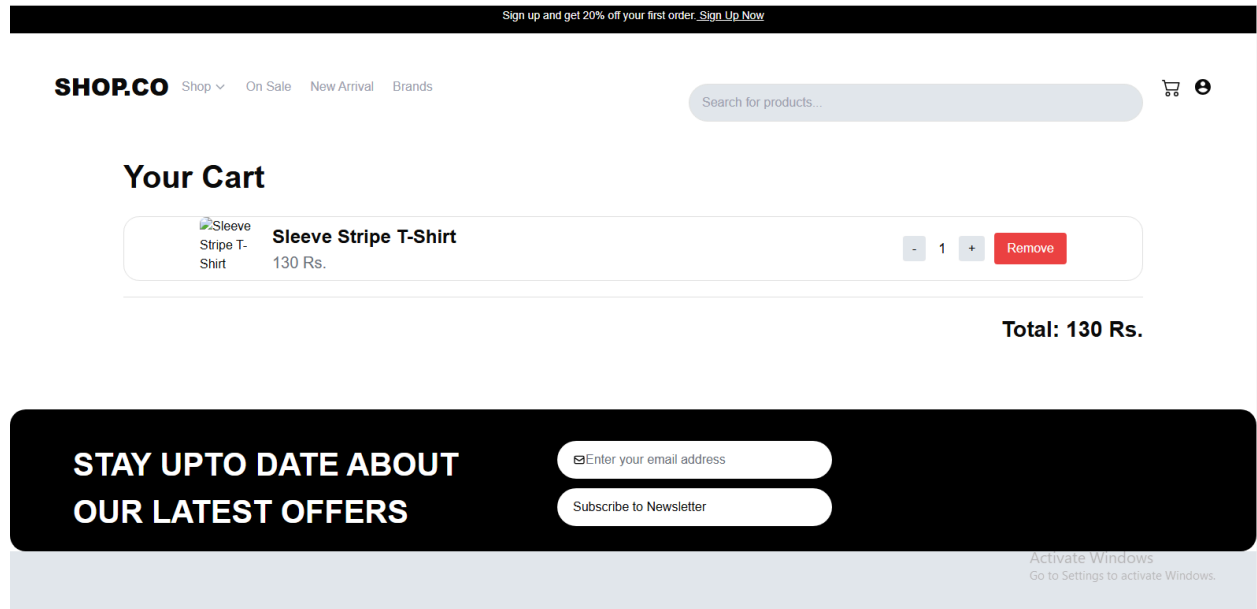 Sign up and get 20% off your first order. Sign Up Now
SHOP.CO Shop On Sale New Arrival Brands
Search for products...
Your Cart
Sleeve
Stripe T-
Shirt
Sleeve Stripe T-Shirt
130 Rs.
- 1 + Remove
Total: 130 Rs.
STAY UPTO DATE ABOUT
OUR LATEST OFFERS
Enter your email address
Subscribe to Newsletter
Activate Windows
Go to Settings to activate Windows.